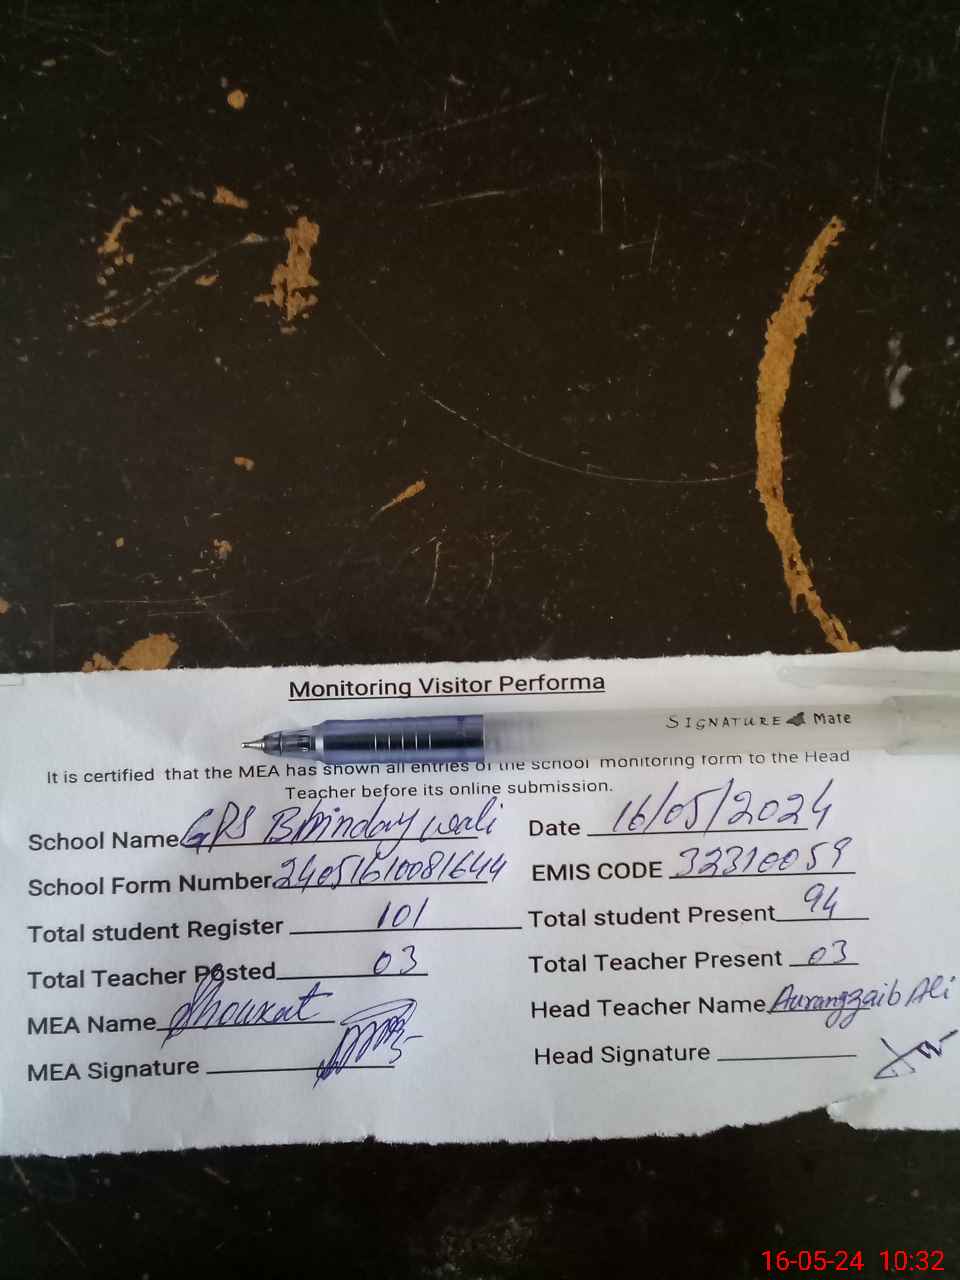 Monitoring Visitor Performa
SIGNATURE Mate
It is certified that the MEA has shown all entries of the school monitoring form to the Head
Teacher before its online submission.
School Name GPS Bhinday wali Date 16/05/2024
School Form Number 24051610081644 EMIS CODE 32310059
Total student Register 101 Total student Present 94
Total Teacher Posted 03 Total Teacher Present 03
MEA Name Shoukat Head Teacher Name Aurangzaib Ali
MEA Signature Head Signature
16-05-24 10:32